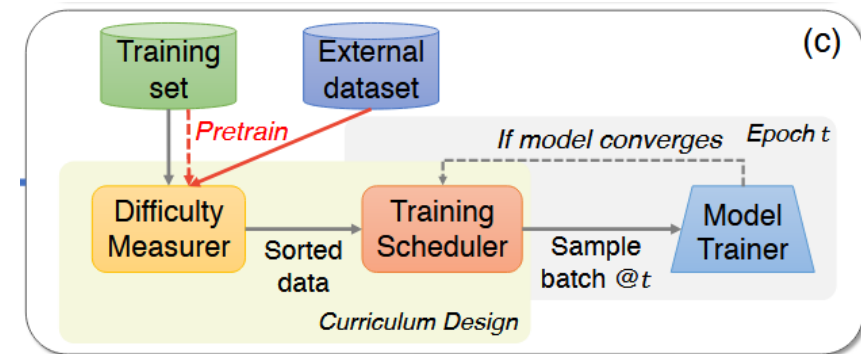 Training
set
External
dataset
(c)
Pretrain
If model converges
Epoch t
Difficulty
Measurer
Sorted
data
Training
Scheduler
Sample
batch @t
Model
Trainer
Curriculum Design